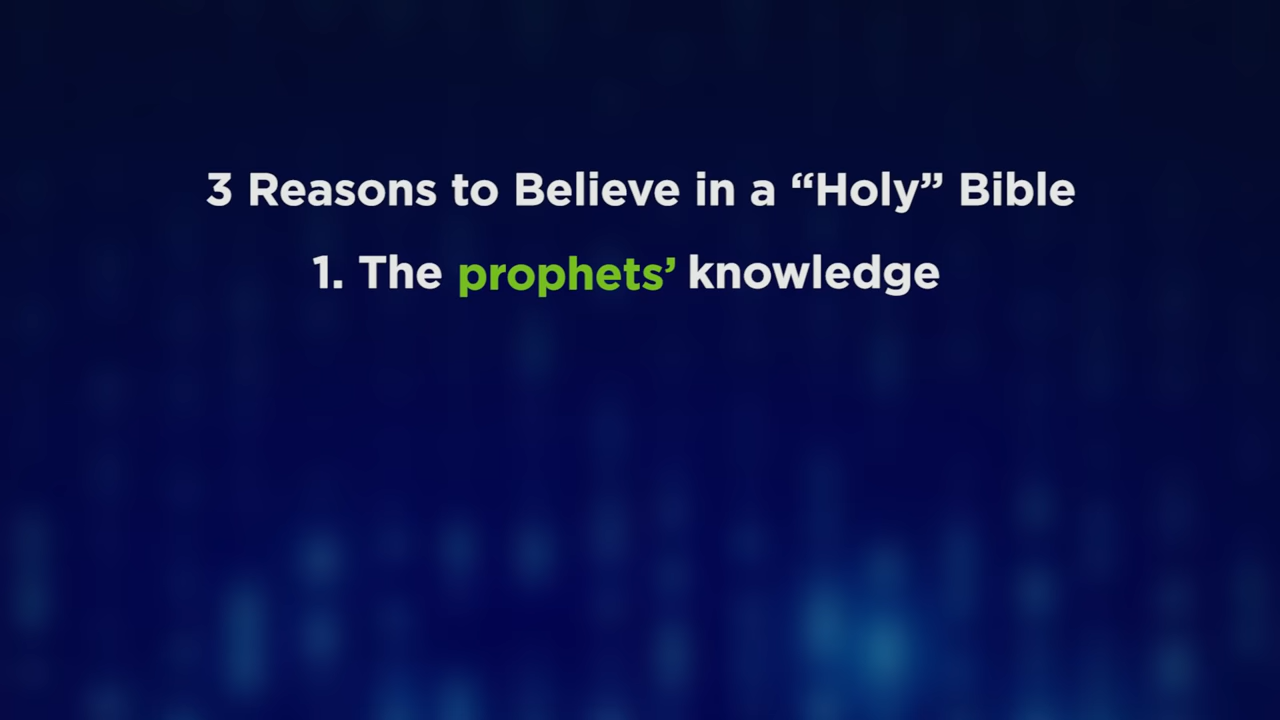 3 Reasons to Believe in a “Holy” Bible
1. The prophets’ knowledge